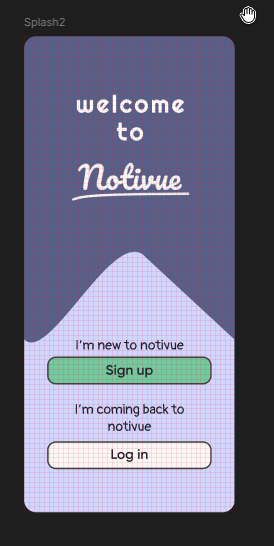 Splash2
welcome
to
Notivue
I'm new to notivue
Sign up
I'm coming back to
notivue
Log in